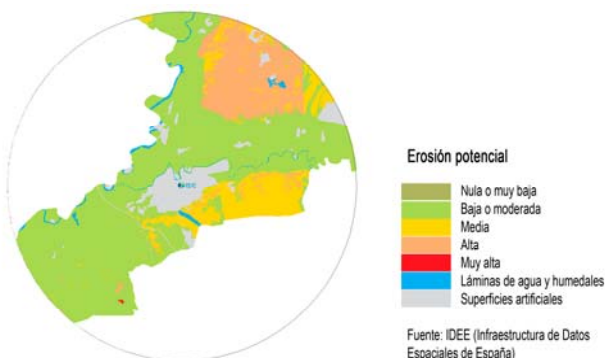 Erosión potencial
Nula o muy baja
Baja o moderada
Media
Alta
Muy alta
Láminas de agua y humedales
Superficies artificiales
Fuente: IDEE (Infraestructura de Datos
Espaciales de España)